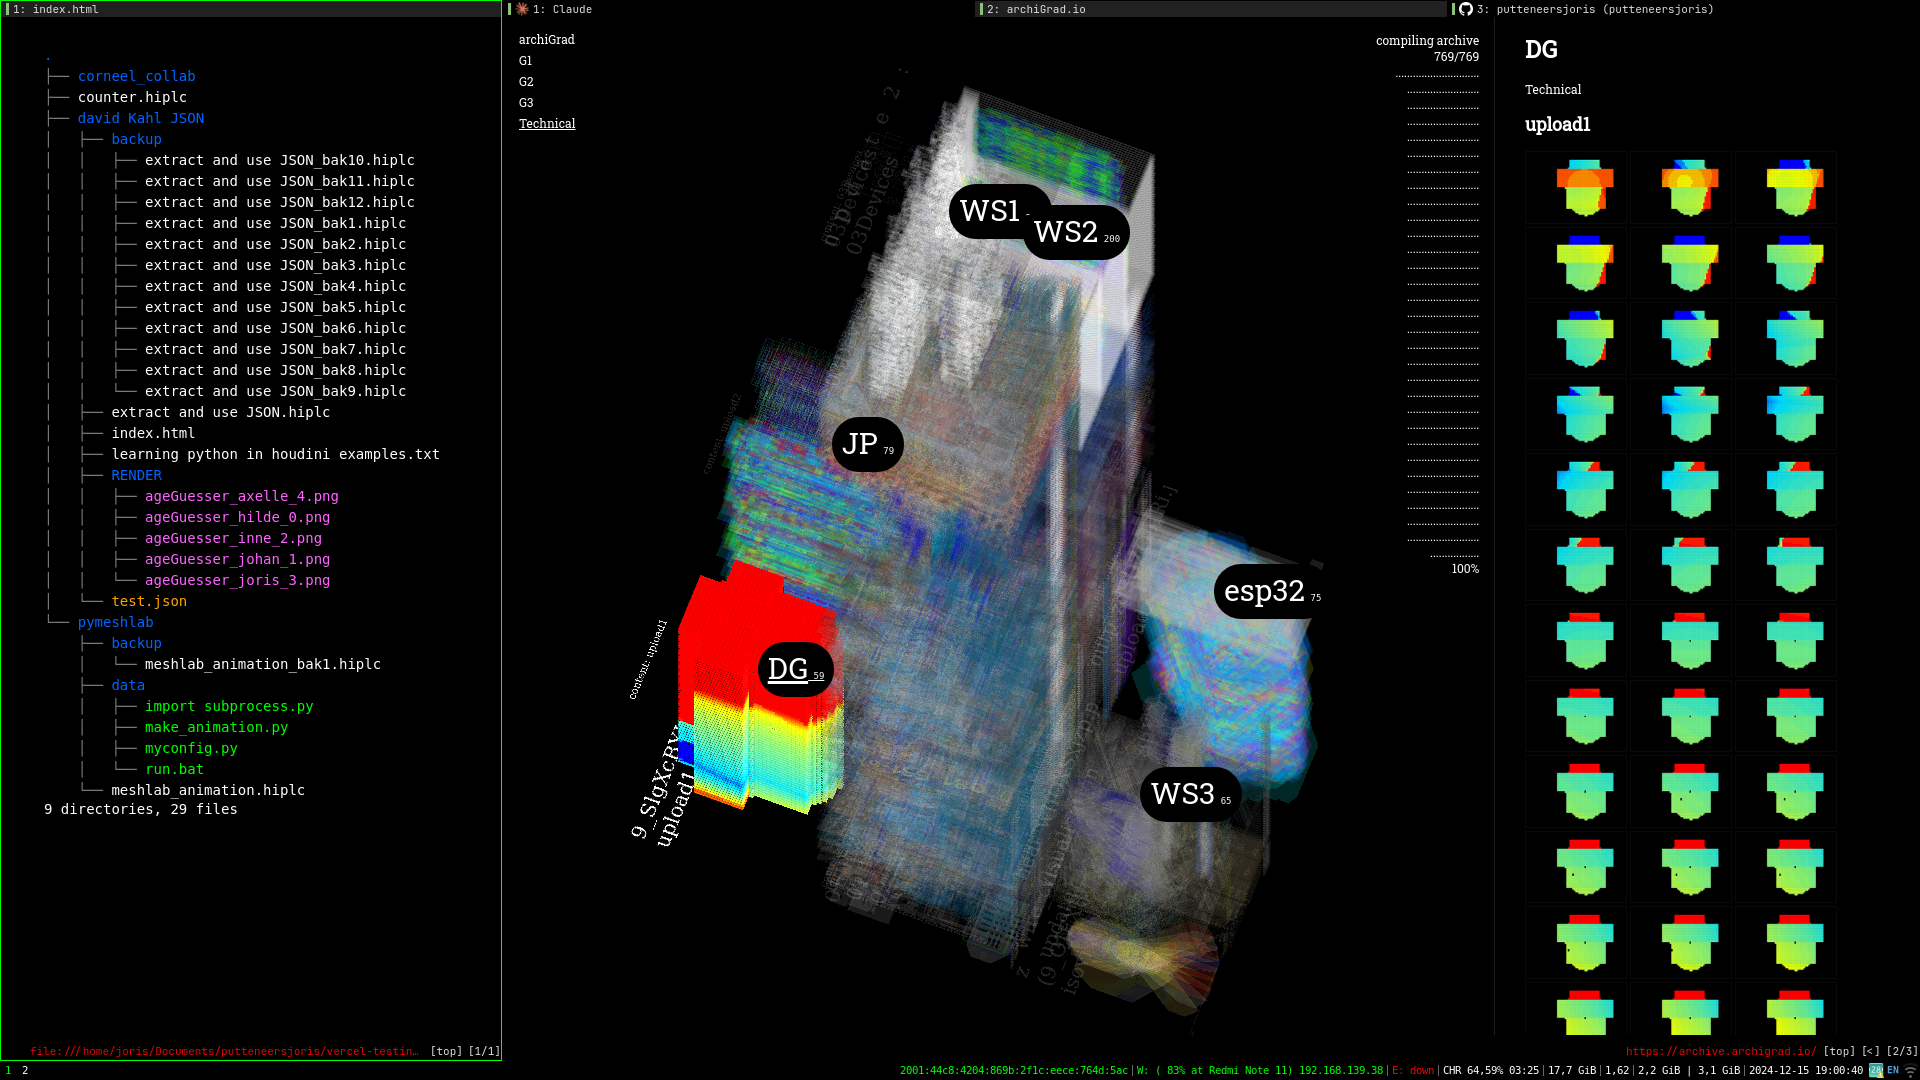 1: index.html
1: Claude
2: archiGrad.io
3: putteneersjoris (putteneersjoris)
.
corneel_collab
counter.hiplc
david Kahl JSON
backup
extract and use JSON_bak10.hiplc
extract and use JSON_bak11.hiplc
extract and use JSON_bak12.hiplc
extract and use JSON_bak1.hiplc
extract and use JSON_bak2.hiplc
extract and use JSON_bak3.hiplc
extract and use JSON_bak4.hiplc
extract and use JSON_bak5.hiplc
extract and use JSON_bak6.hiplc
extract and use JSON_bak7.hiplc
extract and use JSON_bak8.hiplc
extract and use JSON_bak9.hiplc
extract and use JSON.hiplc
index.html
learning python in houdini examples.txt
RENDER
ageGuesser_axelle_4.png
ageGuesser_hilde_0.png
ageGuesser_inne_2.png
ageGuesser_johan_1.png
ageGuesser_joris_3.png
test.json
pymeshlab
backup
meshlab_animation_bak1.hiplc
data
import subprocess.py
make_animation.py
myconfig.py
run.bat
meshlab_animation.hiplc
9 directories, 29 files
file:///home/joris/Documents/putteneersjoris/vercel-testin… [top] [1/1]
archiGrad
G1
G2
G3
Technical
compiling archive
769/769
100%
WS1
WS2 200
JP 79
DG 59
esp32 75
WS3 65
03Devices
content: upload2
content: upload1
upload1
DG
Technical
upload1
https://archive.archigrad.io/ [top] [<] [2/3]
1 2
2001:44c8:4204:869b:2f1c:eece:764d:5ac | W: ( 83% at Redmi Note 11) 192.168.139.38 | E: down | CHR 64,59% 03:25 | 17,7 GiB | 1,62 | 2,2 GiB | 3,1 GiB | 2024-12-15 19:00:40 EN